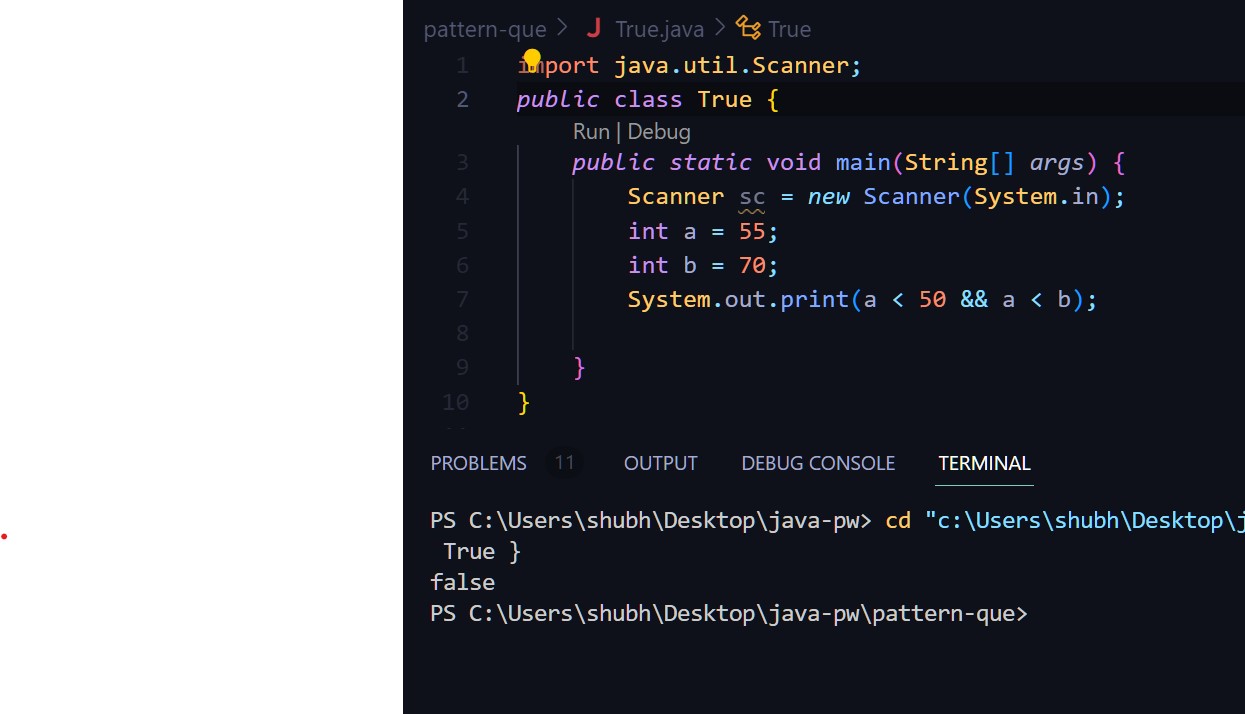 pattern-que > J True.java > True
1 import java.util.Scanner;
2 public class True {
Run | Debug
3 public static void main(String[] args) {
4 Scanner sc = new Scanner(System.in);
5 int a = 55;
6 int b = 70;
7 System.out.print(a < 50 && a < b);
8
9 }
10 }
PROBLEMS 11 OUTPUT DEBUG CONSOLE TERMINAL
PS C:\Users\shubh\Desktop\java-pw> cd "c:\Users\shubh\Desktop\j
True }
false
PS C:\Users\shubh\Desktop\java-pw\pattern-que>